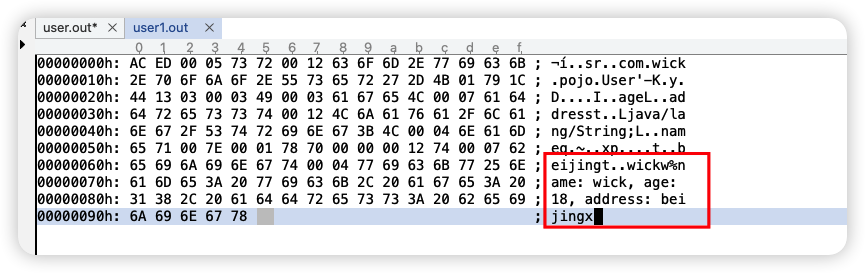 user.out* user1.out
0 1 2 3 4 5 6 7 8 9 a b c d e f
00000000h: AC ED 00 05 73 72 00 12 63 6F 6D 2E 77 69 63 6B ; ¬í..sr..com.wick
00000010h: 2E 70 6F 6A 6F 2E 55 73 65 72 27 2D 4B 01 79 1C ; .pojo.User'-K.y.
00000020h: 44 13 03 00 03 49 00 03 61 67 65 4C 00 07 61 64 ; D....I..ageL..ad
00000030h: 64 72 65 73 73 74 00 12 4C 6A 61 76 61 2F 6C 61 ; dresst..Ljava/la
00000040h: 6E 67 2F 53 74 72 69 6E 67 3B 4C 00 04 6E 61 6D ; ng/String;L..nam
00000050h: 65 71 00 7E 00 01 78 70 00 00 00 12 74 00 07 62 ; eq.~..xp....t..b
00000060h: 65 69 6A 69 6E 67 74 00 04 77 69 63 6B 77 25 6E ; eijingt..wickw%n
00000070h: 61 6D 65 3A 20 77 69 63 6B 2C 20 61 67 65 3A 20 ; ame: wick, age:
00000080h: 31 38 2C 20 61 64 64 72 65 73 73 3A 20 62 65 69 ; 18, address: bei
00000090h: 6A 69 6E 67 78 ; jingx